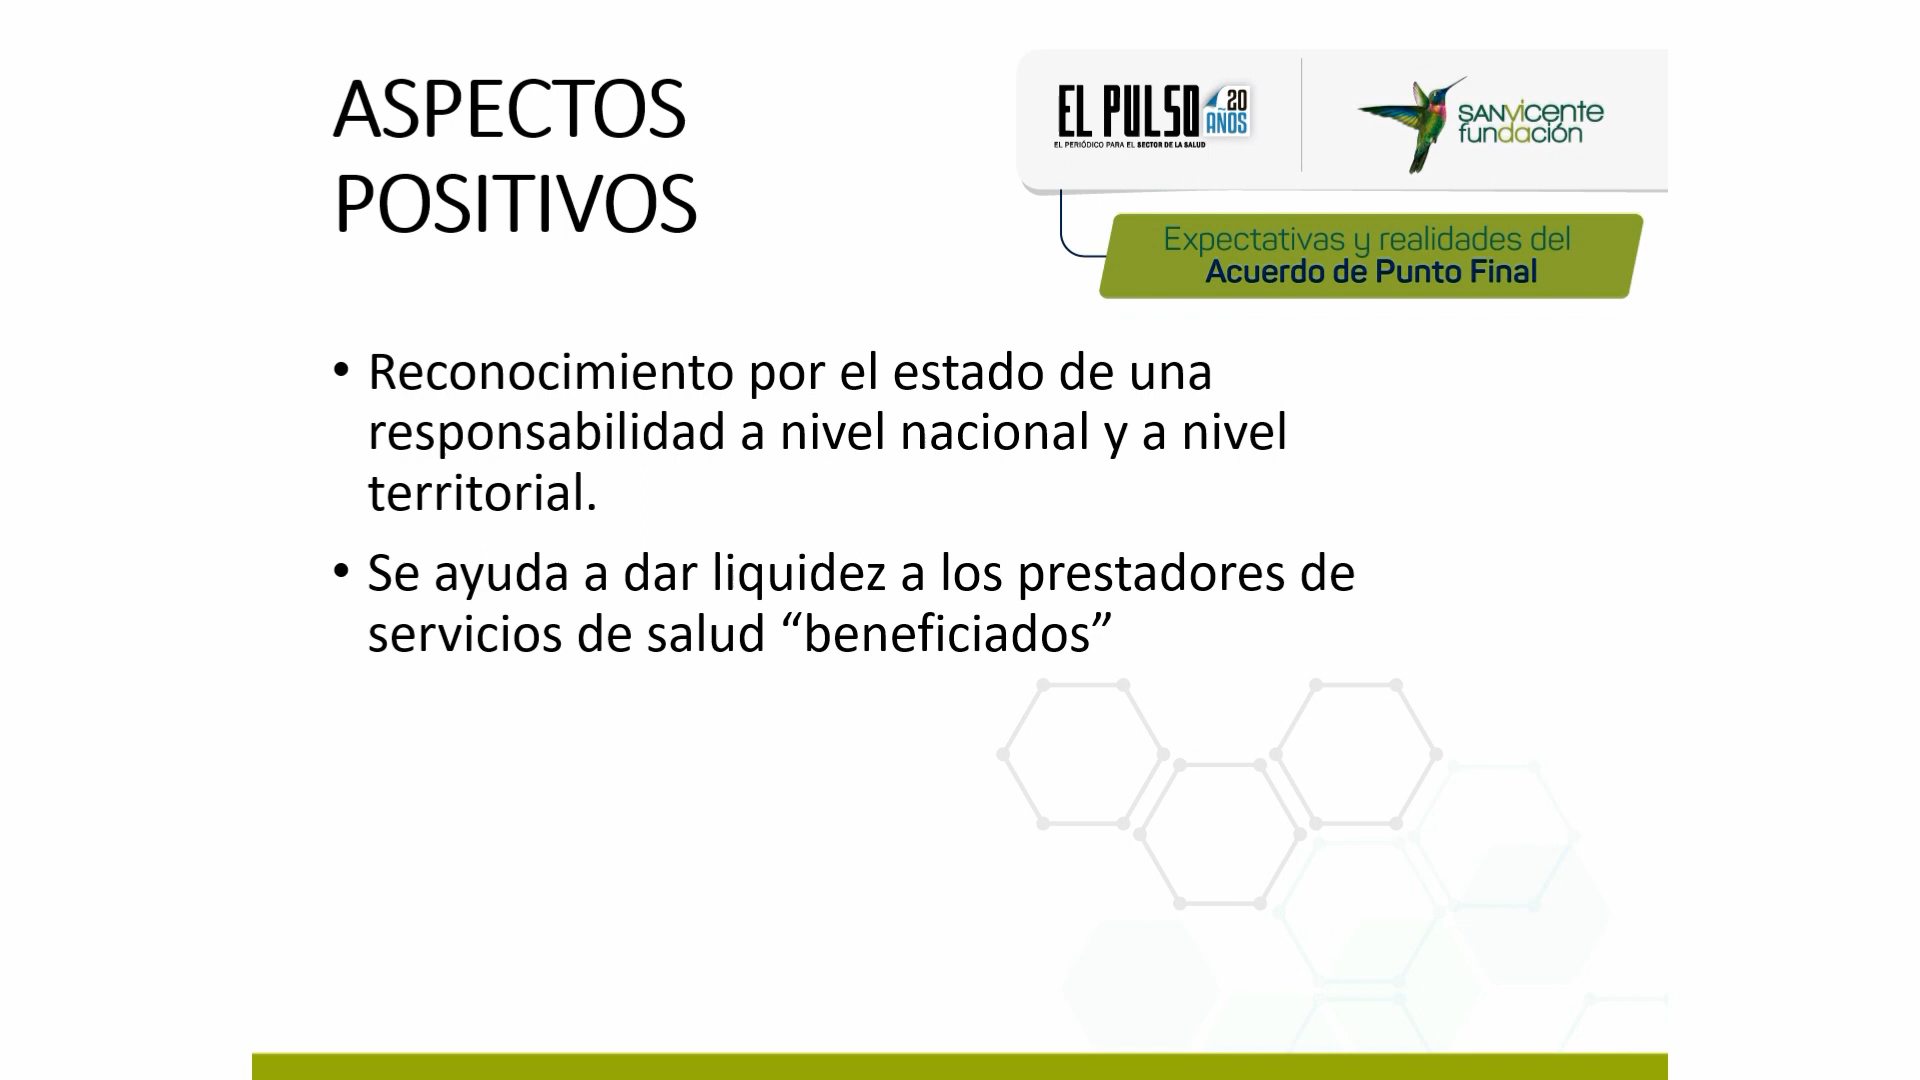 ASPECTOS
POSITIVOS
EL PULSO 20 AÑOS
EL PERIÓDICO PARA EL SECTOR DE LA SALUD
SANVICENTE
fundación
Expectativas y realidades del
Acuerdo de Punto Final
• Reconocimiento por el estado de una
responsabilidad a nivel nacional y a nivel
territorial.
• Se ayuda a dar liquidez a los prestadores de
servicios de salud “beneficiados”